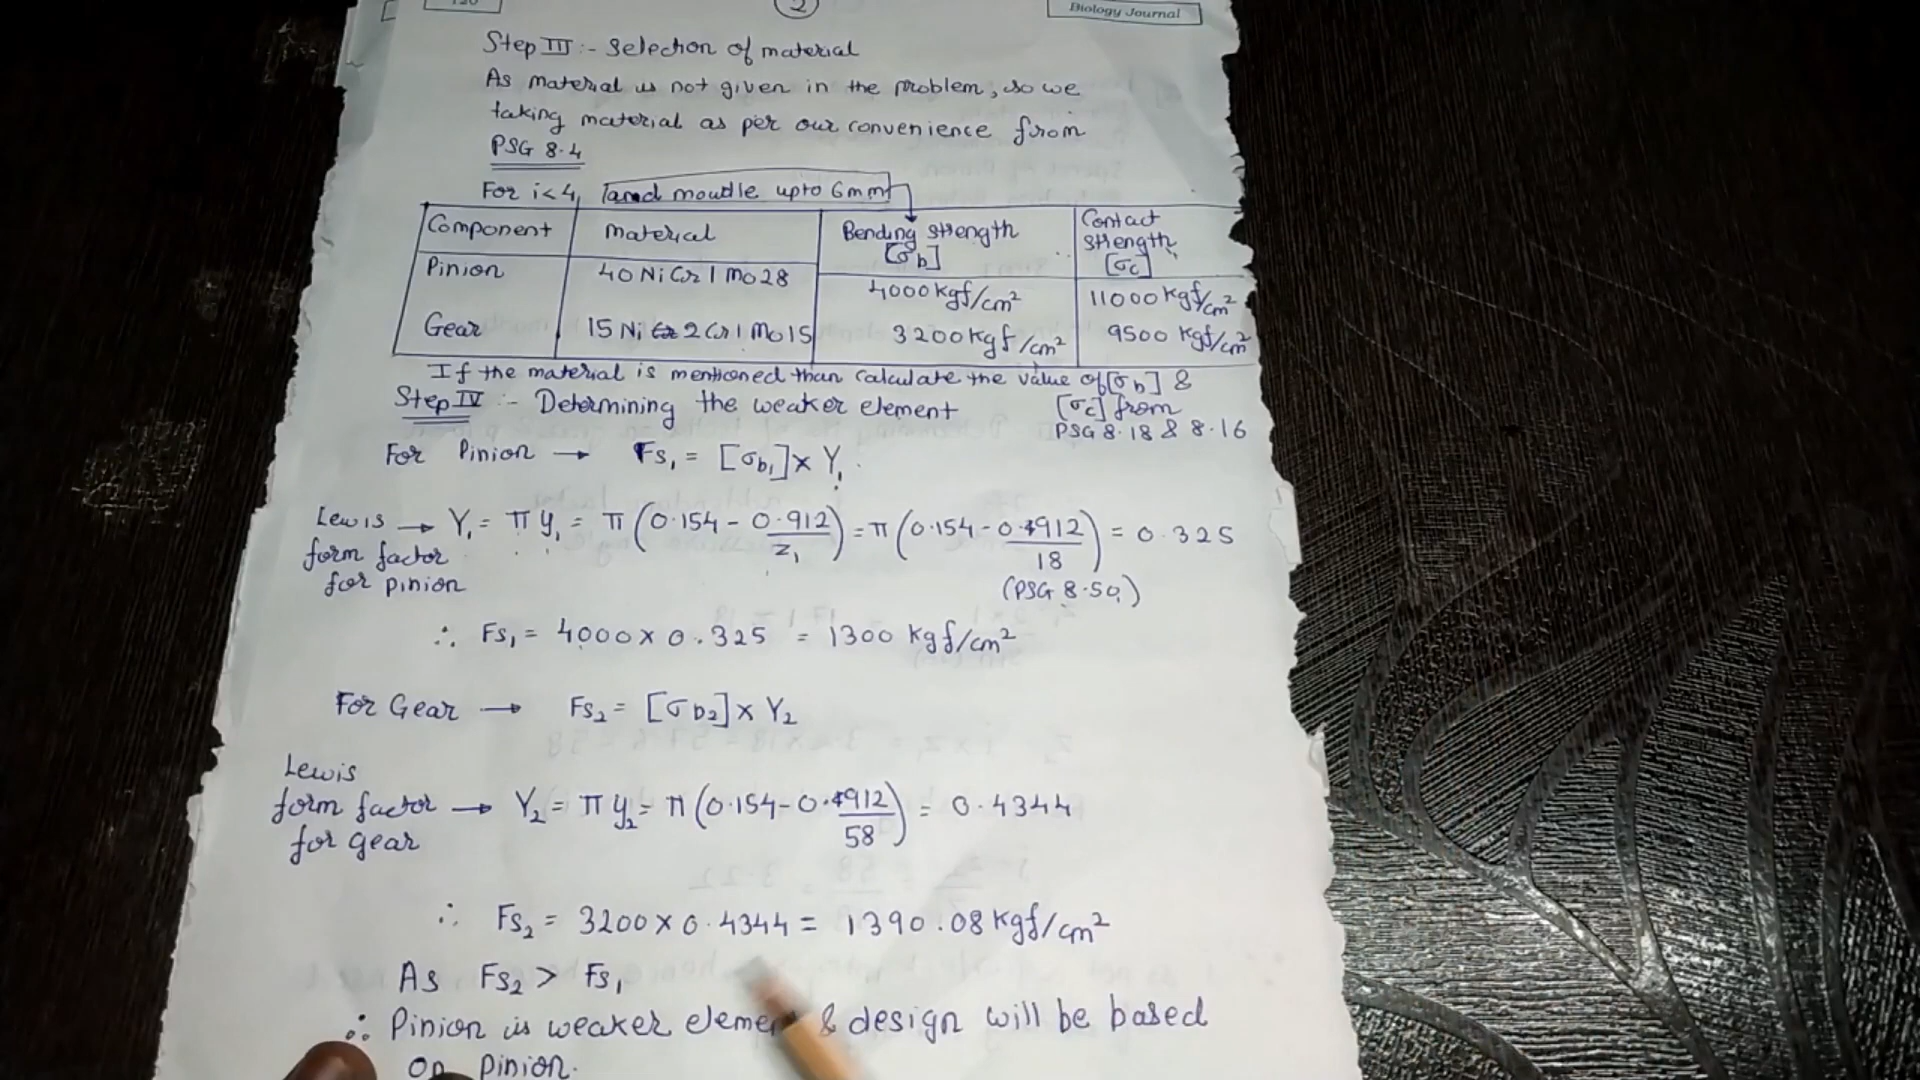 120
2
Biology Journal
Step III :- Selection of material
As material is not given in the problem, so we
taking material as per our convenience from
PSG 8.4
For i<4, and moudle upto 6mm
Component material Bending strength [σb] Contact strength [σc]
Pinion 40 Ni Cr 1 Mo 28 4000 kgf/cm² 11000 kgf/cm²
Gear 15 Ni 2 Cr 1 Mo 15 3200 kgf/cm² 9500 kgf/cm²
If the material is mentioned than calculate the value of [σb] &
[σc] from
PSG 8.18 & 8.16
Step IV :- Determining the weaker element
For Pinion → Fs₁ = [σb₁] × Y₁
Lewis form factor for pinion → Y₁ = π y₁ = π (0.154 - 0.912/z₁) = π (0.154 - 0.912/18) = 0.325
(PSG 8.50)
∴ Fs₁ = 4000 × 0.325 = 1300 kgf/cm²
For Gear → Fs₂ = [σb₂] × Y₂
Lewis form factor for gear → Y₂ = π y₂ = π (0.154 - 0.912/58) = 0.4344
∴ Fs₂ = 3200 × 0.4344 = 1390.08 kgf/cm²
As Fs₂ > Fs₁
∴ Pinion is weaker element & design will be based
on pinion.